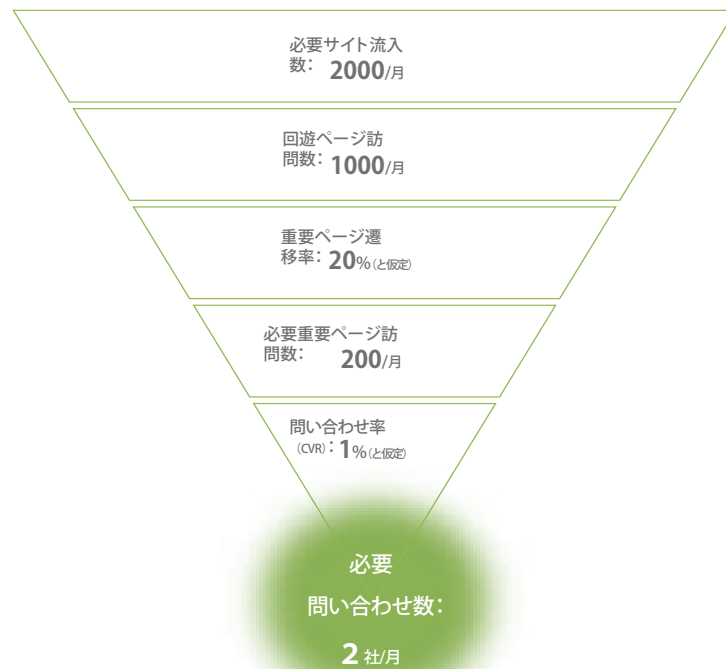 必要サイト流入
数： 2000/月
回遊ページ訪
問数：1000/月
重要ページ遷
移率：20%(と仮定)
必要重要ページ訪
問数： 200/月
問い合わせ率
(CVR)：1%(と仮定)
必要
問い合わせ数：
2 社/月